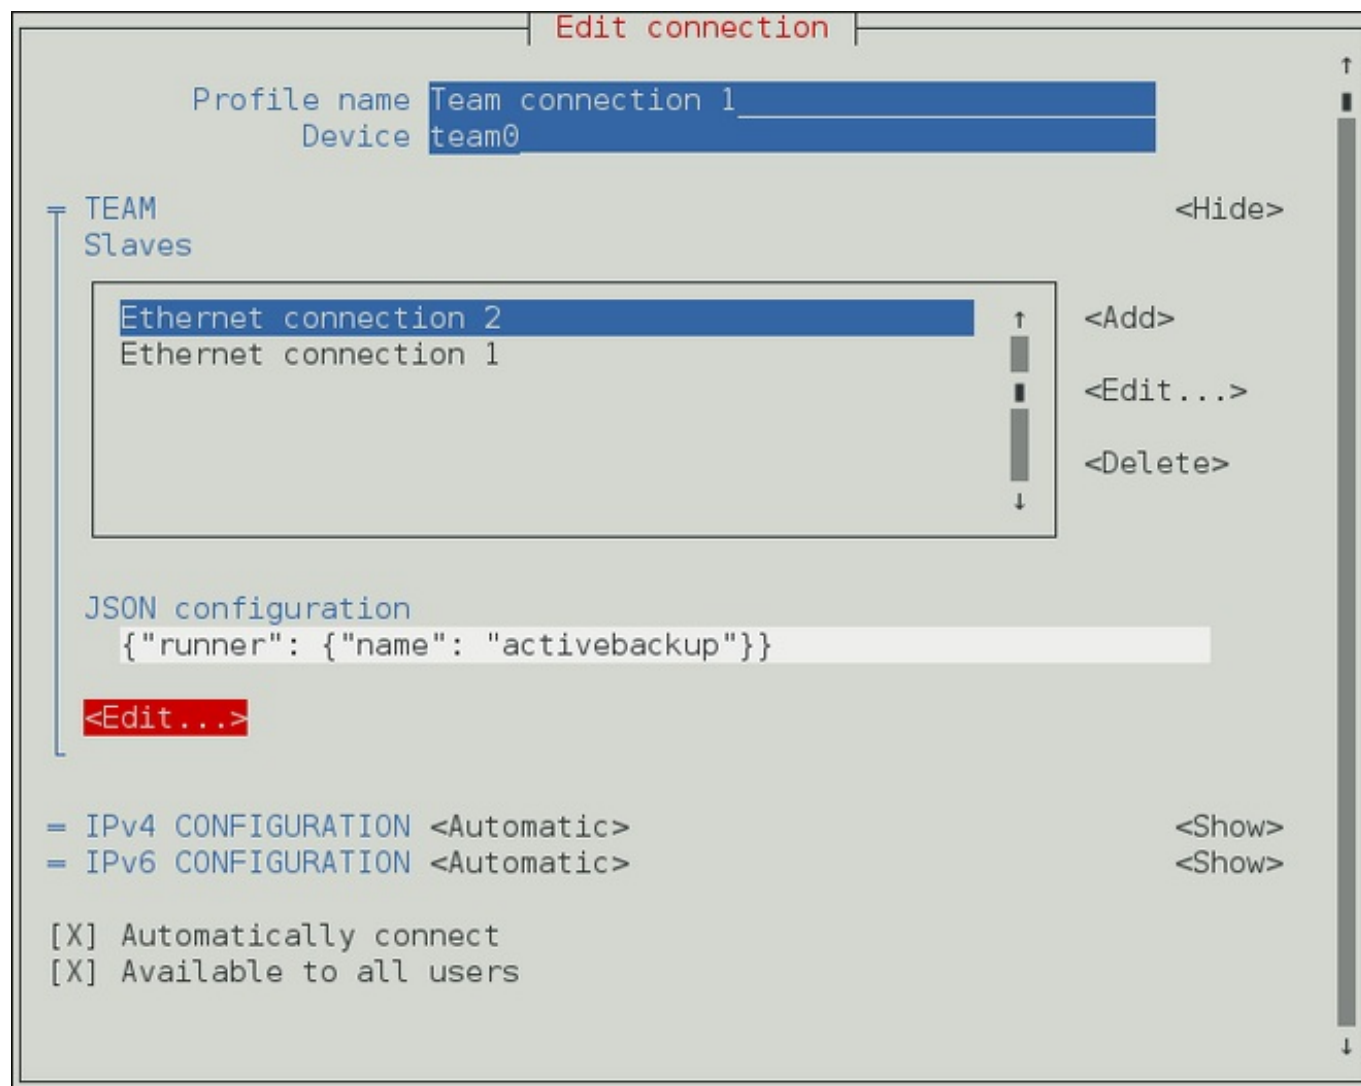 Edit connection
Profile name Team connection 1
Device team0
TEAM <Hide>
Slaves
Ethernet connection 2 ↑ <Add>
Ethernet connection 1
<Edit...>
<Delete>
↓
JSON configuration
{"runner": {"name": "activebackup"}}
<Edit...>
= IPv4 CONFIGURATION <Automatic> <Show>
= IPv6 CONFIGURATION <Automatic> <Show>
[X] Automatically connect
[X] Available to all users